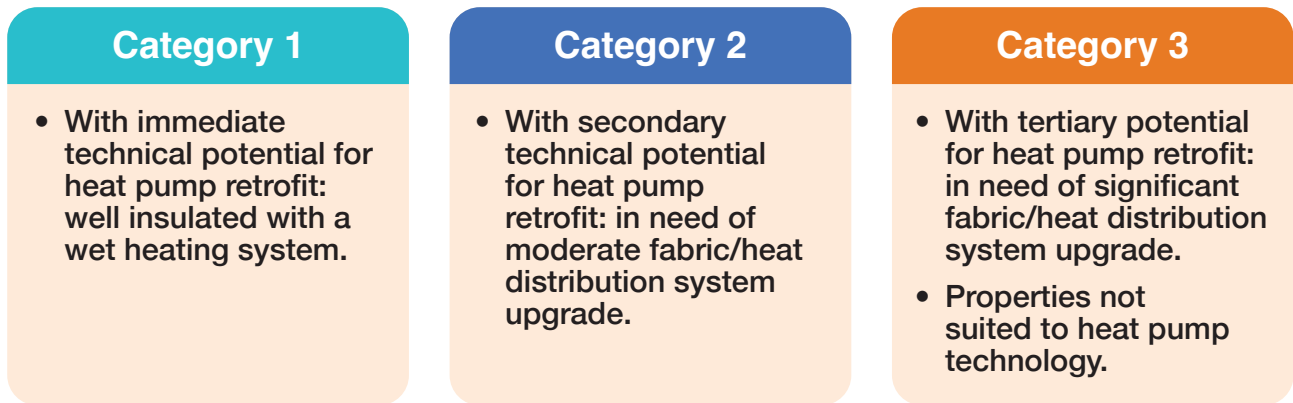 Category 1
• With immediate
technical potential for
heat pump retrofit:
well insulated with a
wet heating system.
Category 2
• With secondary
technical potential
for heat pump
retrofit: in need of
moderate fabric/heat
distribution system
upgrade.
Category 3
• With tertiary potential
for heat pump retrofit:
in need of significant
fabric/heat distribution
system upgrade.
• Properties not
suited to heat pump
technology.